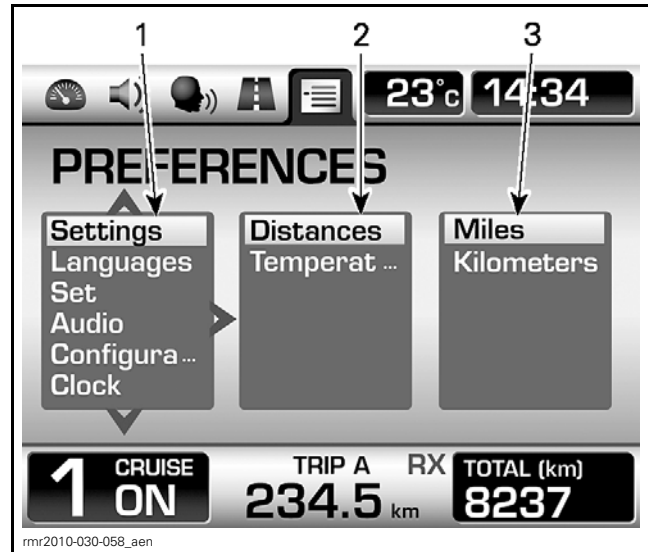 1 2 3
23°c 14:34
PREFERENCES
Settings
Languages
Set
Audio
Configura ...
Clock
Distances
Temperat ...
Miles
Kilometers
1 CRUISE ON
TRIP A
234.5 km
RX
TOTAL (km)
8237
rmr2010-030-058_aen